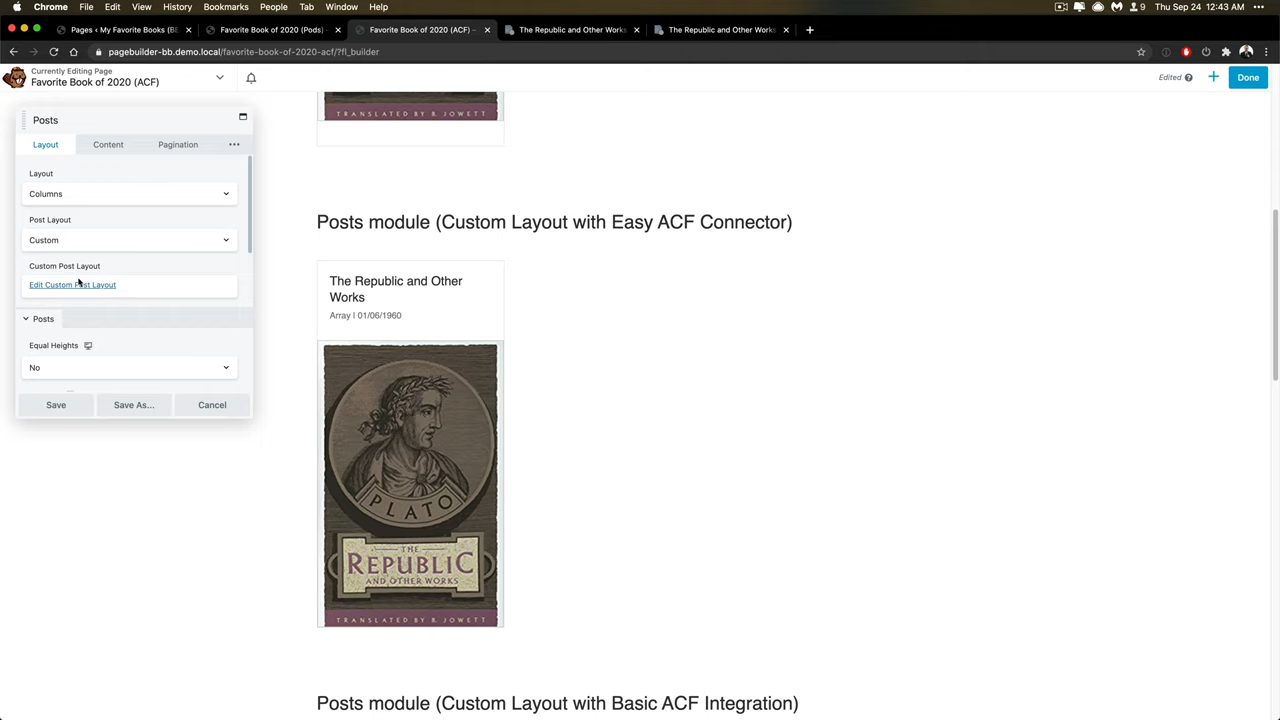 Chrome File Edit View History Bookmarks People Tab Window Help 9 Thu Sep 24 12:43 AM
Pages ‹ My Favorite Books (BE Favorite Book of 2020 (Pods) - Favorite Book of 2020 (ACF) - The Republic and Other Works The Republic and Other Works
pagebuilder-bb.demo.local/favorite-book-of-2020-acf/?fl_builder
Currently Editing Page
Favorite Book of 2020 (ACF)
Edited
Done
Posts
Layout Content Pagination
Layout
Columns
Post Layout
Custom
Custom Post Layout
Edit Custom Post Layout
Posts
Equal Heights
No
Save Save As... Cancel
TRANSLATED BY B. JOWETT
Posts module (Custom Layout with Easy ACF Connector)
The Republic and Other
Works
Array | 01/06/1960
PLATO
THE
REPUBLIC
AND OTHER WORKS
TRANSLATED BY B. JOWETT
Posts module (Custom Layout with Basic ACF Integration)